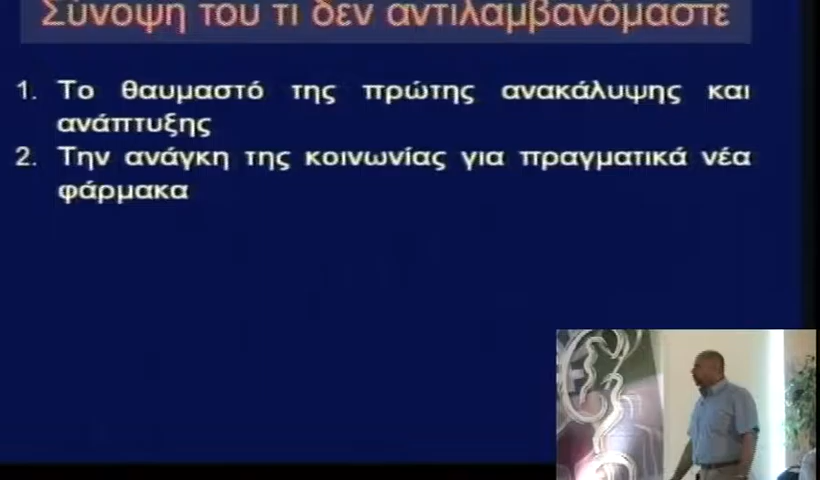 Σύνοψη του τι δεν αντιλαμβανόμαστε
1. Το θαυμαστό της πρώτης ανακάλυψης και
ανάπτυξης
2. Την ανάγκη της κοινωνίας για πραγματικά νέα
φάρμακα